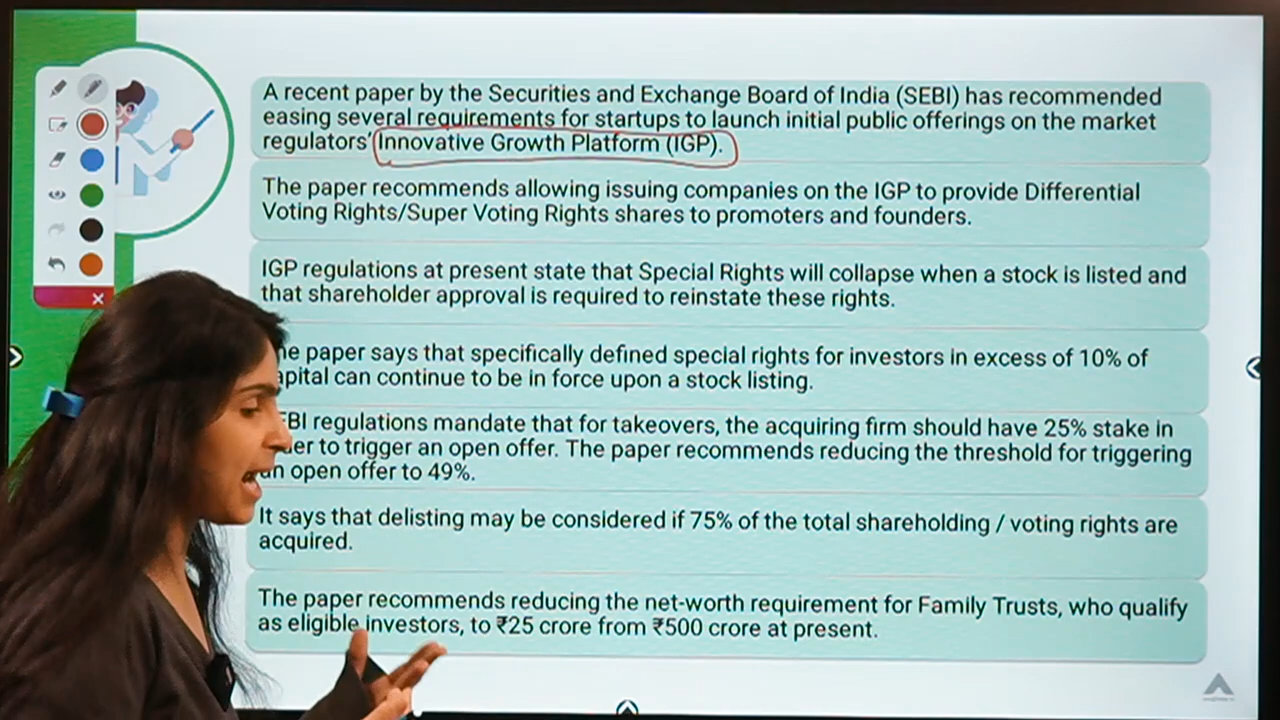 A recent paper by the Securities and Exchange Board of India (SEBI) has recommended
easing several requirements for startups to launch initial public offerings on the market
regulators' Innovative Growth Platform (IGP).
The paper recommends allowing issuing companies on the IGP to provide Differential
Voting Rights/Super Voting Rights shares to promoters and founders.
IGP regulations at present state that Special Rights will collapse when a stock is listed and
that shareholder approval is required to reinstate these rights.
paper says that specifically defined special rights for investors in excess of 10% of
can continue to be in force upon a stock listing.
regulations mandate that for takeovers, the acquiring firm should have 25% stake in
to trigger an open offer. The paper recommends reducing the threshold for triggering
open offer to 49%.
It says that delisting may be considered if 75% of the total shareholding / voting rights are
acquired.
The paper recommends reducing the net-worth requirement for Family Trusts, who qualify
as eligible investors, to ₹25 crore from ₹500 crore at present.